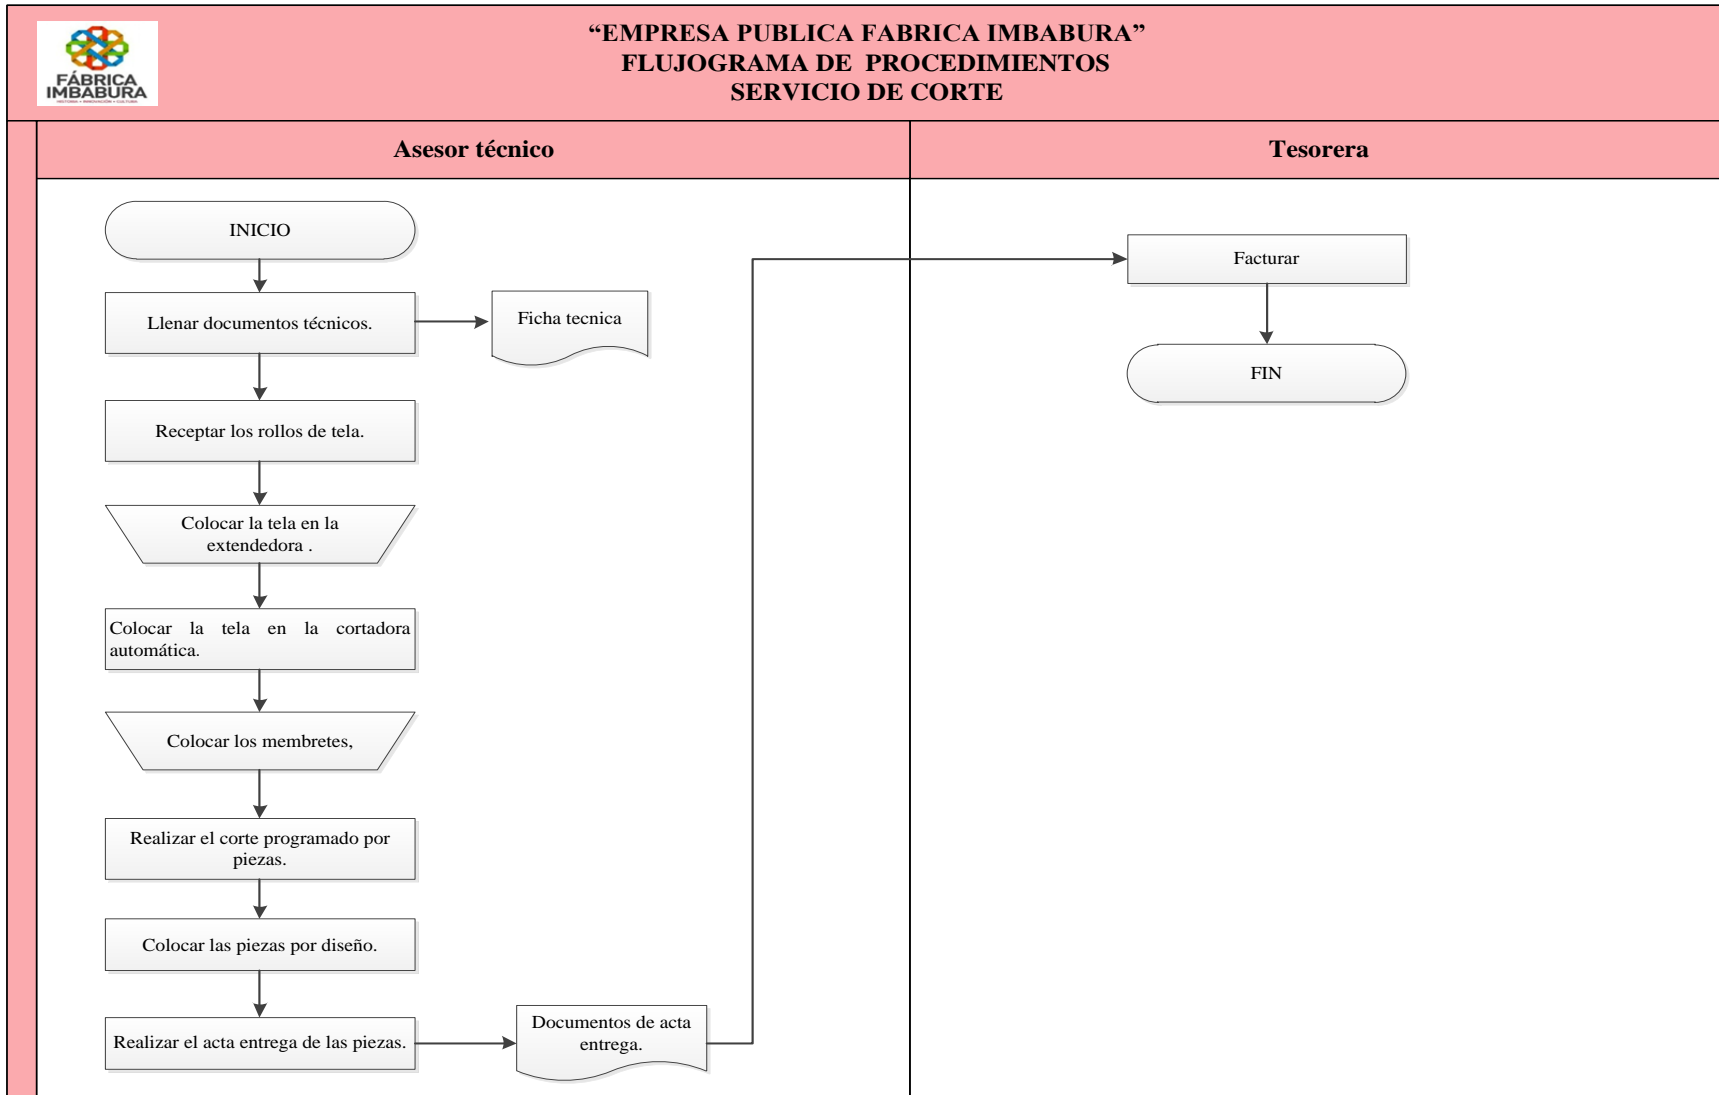 “EMPRESA PUBLICA FABRICA IMBABURA”
FLUJOGRAMA DE PROCEDIMIENTOS
SERVICIO DE CORTE
FÁBRICA
IMBABURA
HISTORIA • INNOVACIÓN • CULTURA
Asesor técnico
Tesorera
INICIO
Llenar documentos técnicos.
Ficha tecnica
Receptar los rollos de tela.
Colocar la tela en la
extendedora .
Colocar la tela en la cortadora
automática.
Colocar los membretes,
Realizar el corte programado por
piezas.
Colocar las piezas por diseño.
Realizar el acta entrega de las piezas.
Documentos de acta
entrega.
Facturar
FIN